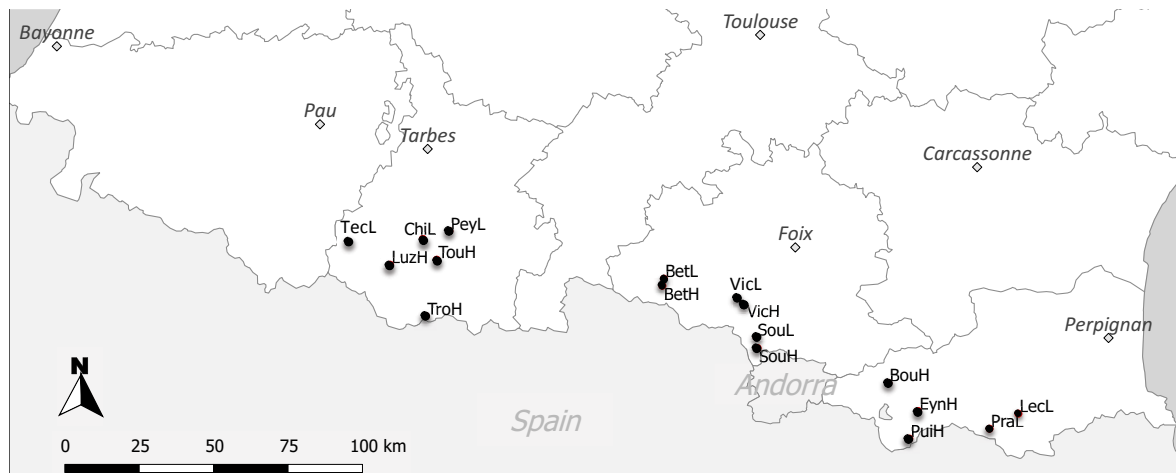 Toulouse
Bayonne
Pau
Tarbes
Carcassonne
TecL
ChiL
PeyL
LuzH
TouH
Foix
BetL
BetH
VicL
VicH
TroH
SouL
SouH
Perpignan
N
Andorra
BouH
EynH
LecL
PraL
PuiH
Spain
0 25 50 75 100 km